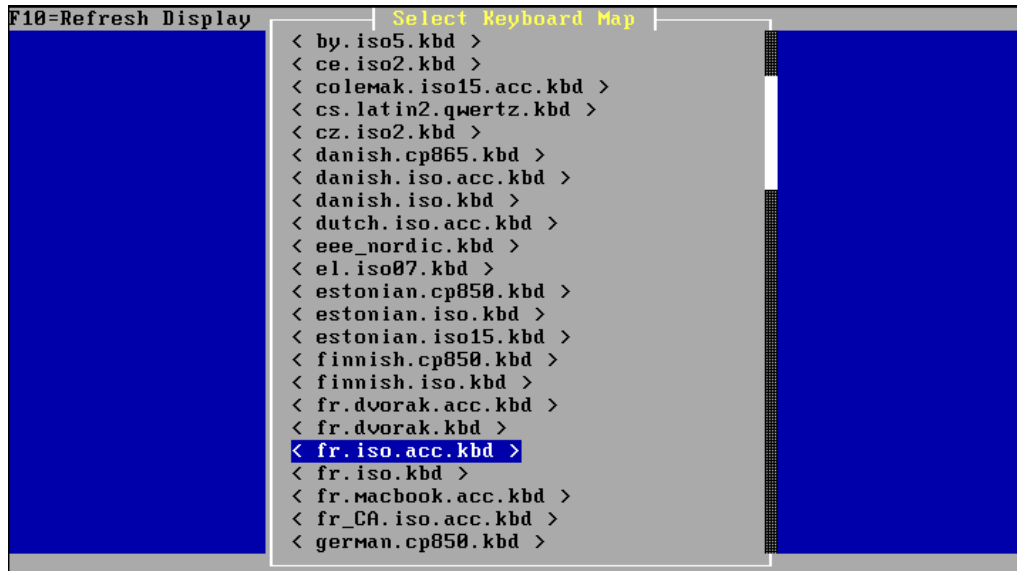 F10=Refresh Display
Select Keyboard Map
< by.iso5.kbd >
< ce.iso2.kbd >
< colemak.iso15.acc.kbd >
< cs.latin2.qwertz.kbd >
< cz.iso2.kbd >
< danish.cp865.kbd >
< danish.iso.acc.kbd >
< danish.iso.kbd >
< dutch.iso.acc.kbd >
< eee_nordic.kbd >
< el.iso07.kbd >
< estonian.cp850.kbd >
< estonian.iso.kbd >
< estonian.iso15.kbd >
< finnish.cp850.kbd >
< finnish.iso.kbd >
< fr.dvorak.acc.kbd >
< fr.dvorak.kbd >
< fr.iso.acc.kbd >
< fr.iso.kbd >
< fr.macbook.acc.kbd >
< fr_CA.iso.acc.kbd >
< german.cp850.kbd >